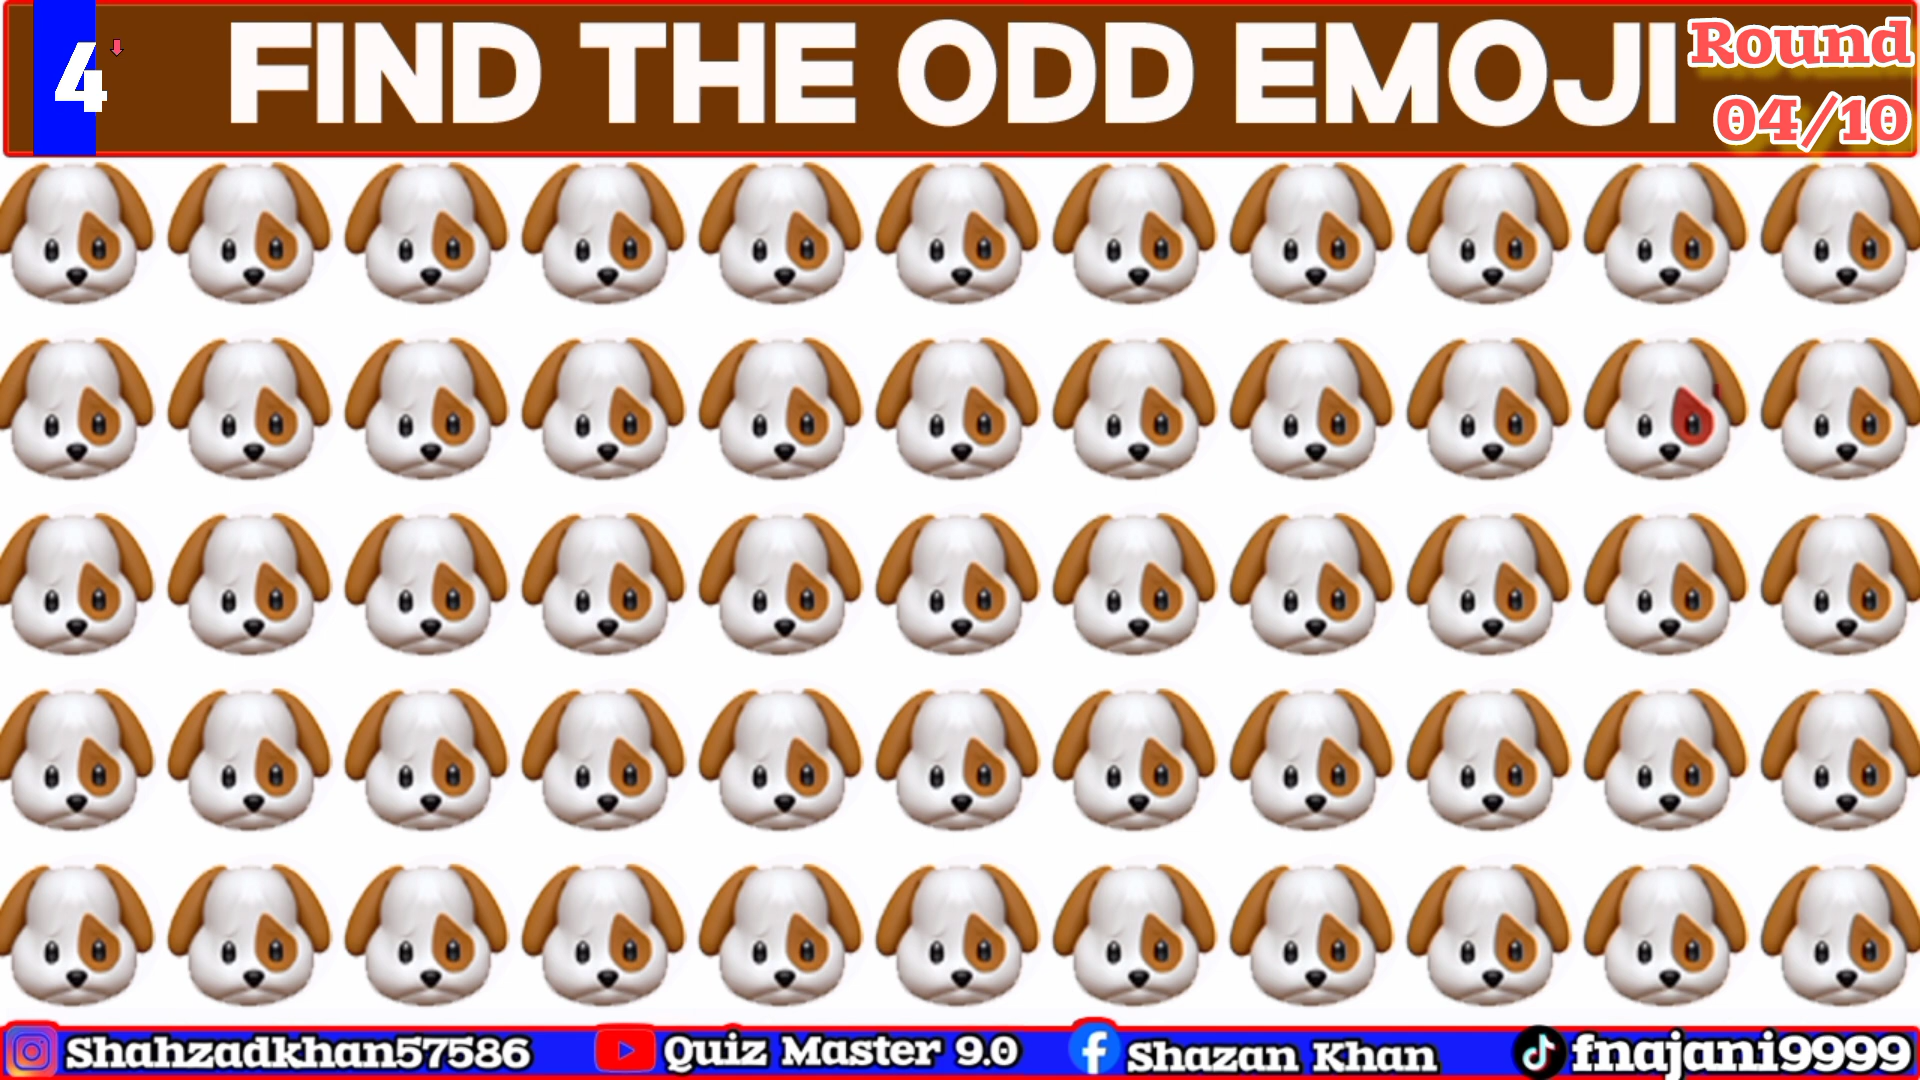 4 FIND THE ODD EMOJI
Round
04/10
Shahzadkhan57586 Quiz Master 9.0 Shazan Khan fnajani9999